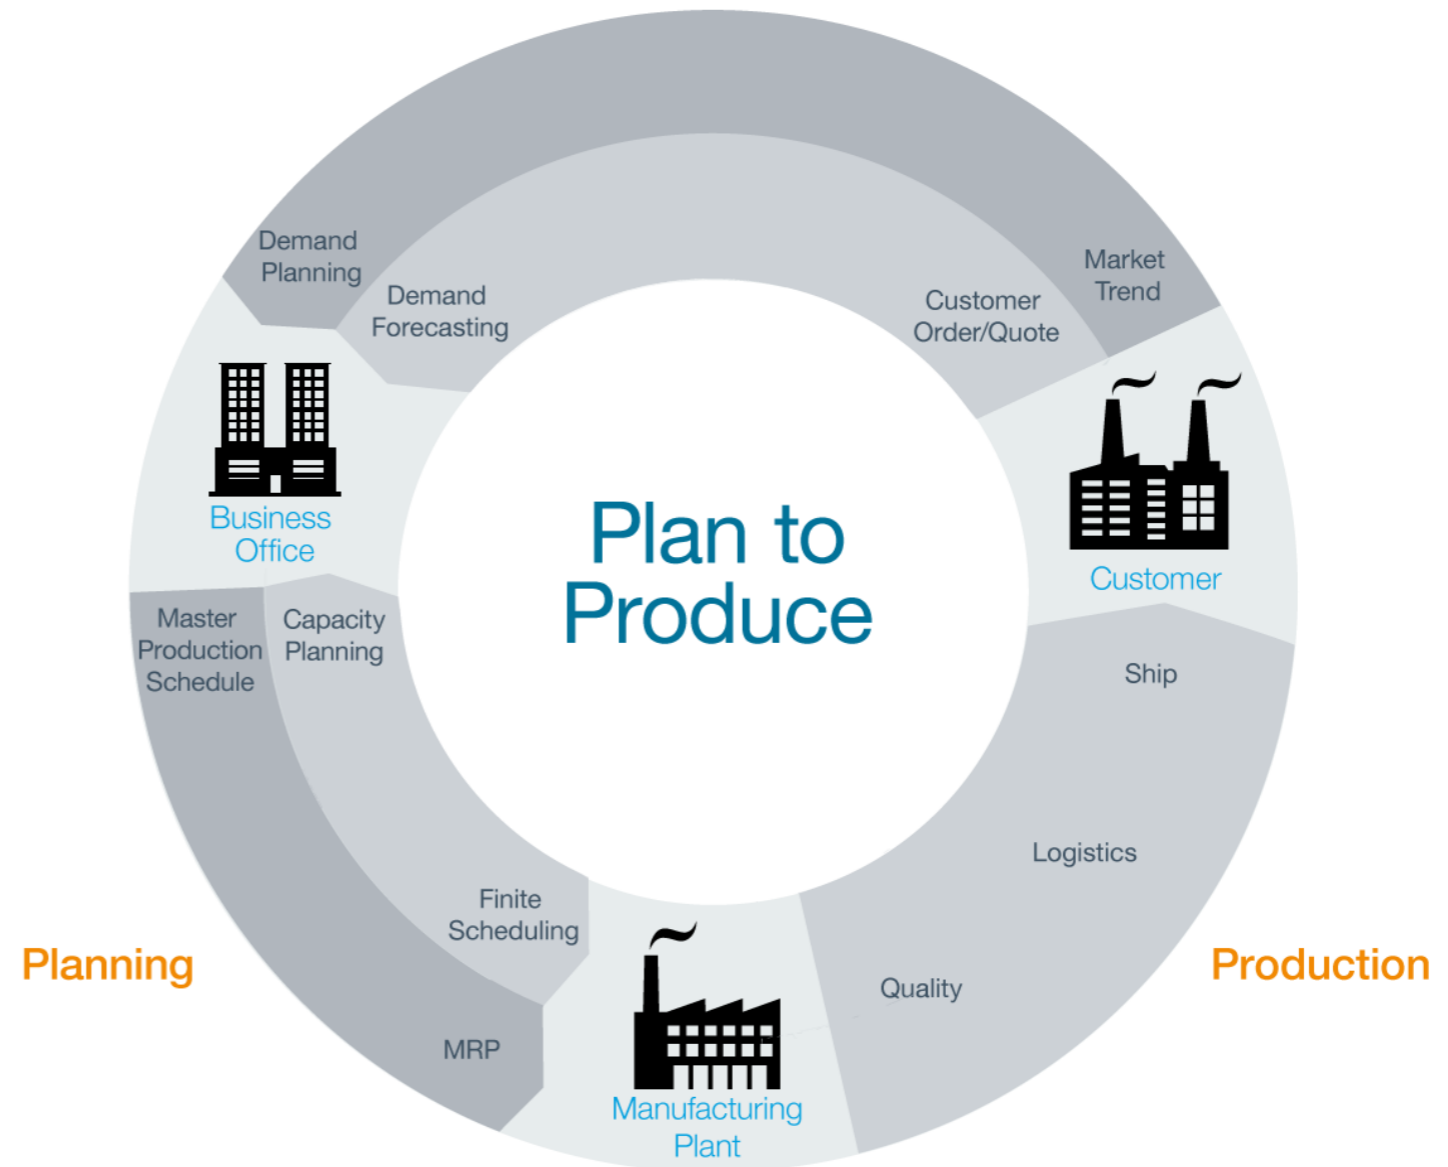 Demand
Planning
Demand
Forecasting
Market
Trend
Customer
Order/Quote
Business
Office
Plan to
Produce
Customer
Master
Production
Schedule
Capacity
Planning
Ship
Logistics
Finite
Scheduling
Planning
Production
Quality
MRP
Manufacturing
Plant